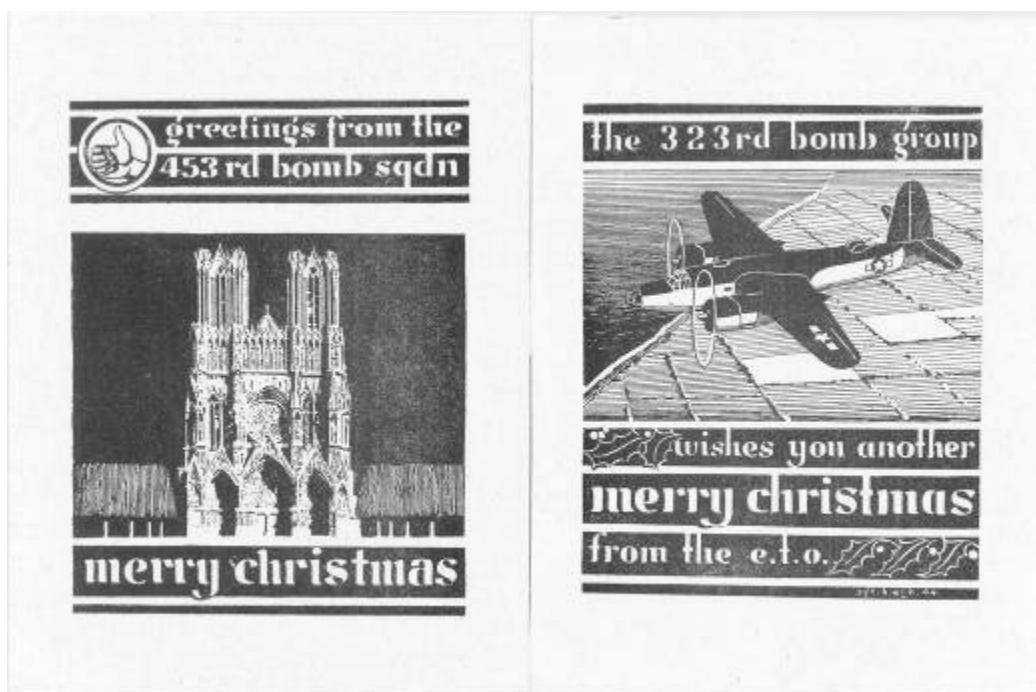 greetings from the
453rd bomb sqdn
merry christmas
the 323rd bomb group
wishes you another
merry christmas
from the e.t.o.